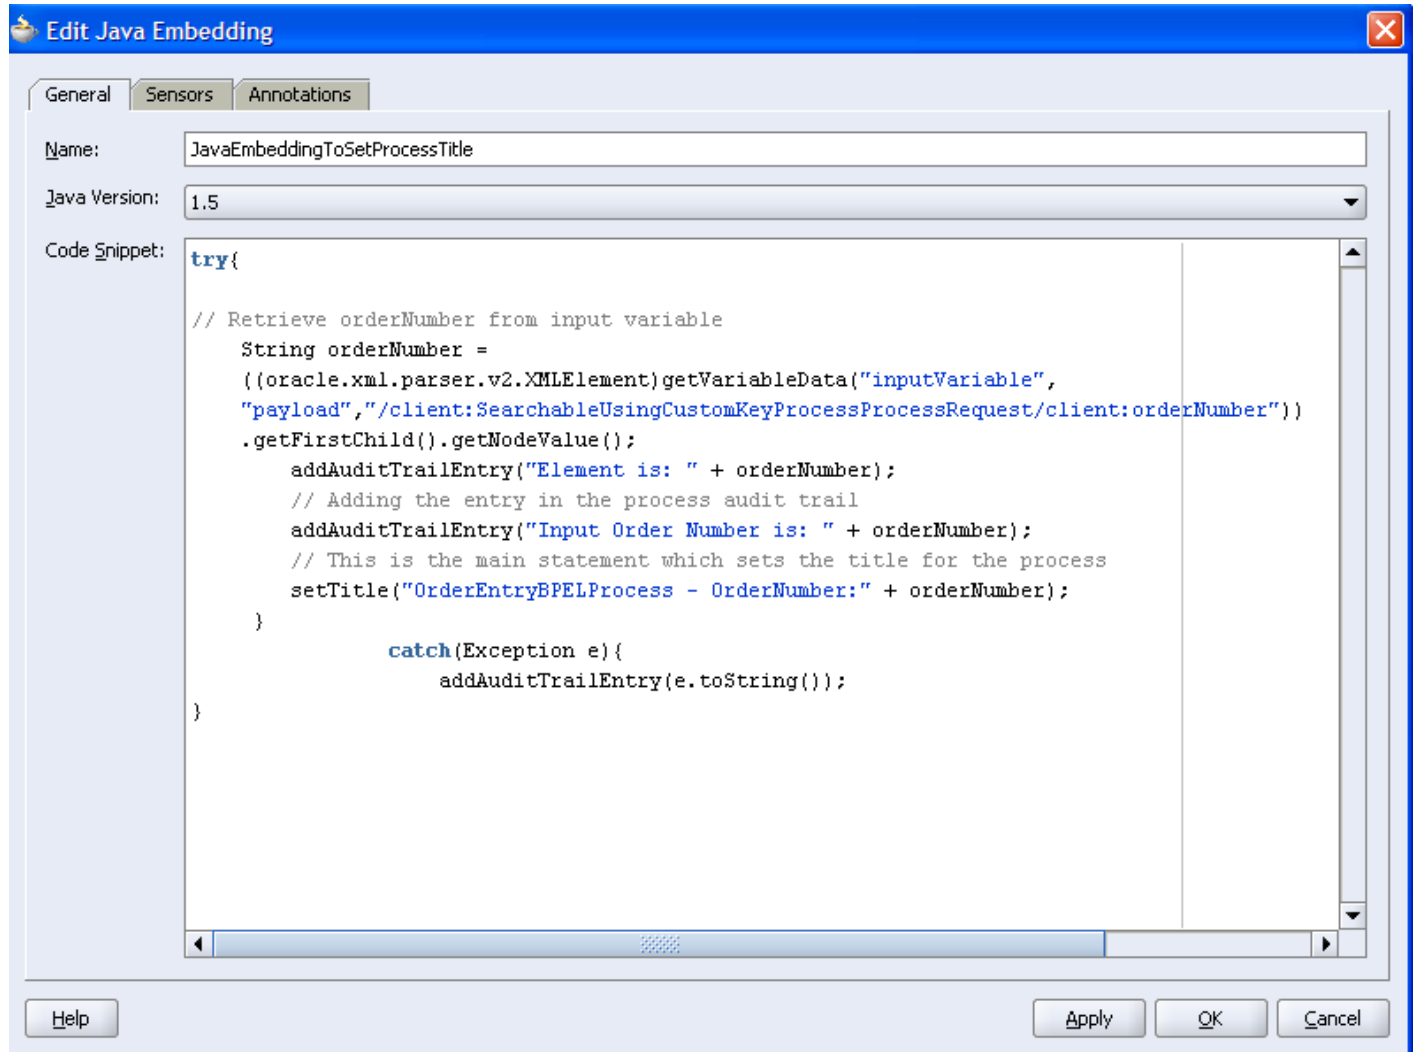 Edit Java Embedding
General Sensors Annotations
Name: JavaEmbeddingToSetProcessTitle
Java Version: 1.5
Code Snippet:
try{
// Retrieve orderNumber from input variable
String orderNumber =
((oracle.xml.parser.v2.XMLElement)getVariableData("inputVariable",
"payload","/client:SearchableUsingCustomKeyProcessProcessRequest/client:orderNumber"))
.getFirstChild().getNodeValue();
addAuditTrailEntry("Element is: " + orderNumber);
// Adding the entry in the process audit trail
addAuditTrailEntry("Input Order Number is: " + orderNumber);
// This is the main statement which sets the title for the process
setTitle("OrderEntryBPELProcess - OrderNumber:" + orderNumber);
}
catch(Exception e){
addAuditTrailEntry(e.toString());
}
Help Apply OK Cancel